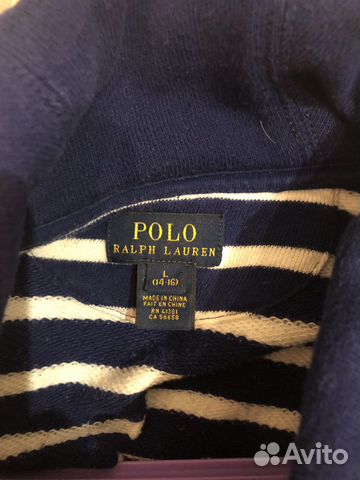 POLO
RALPH LAUREN
L
(14-16)
MADE IN CHINA
FAIT EN CHINE
RN 41381
CA 56658
Avito